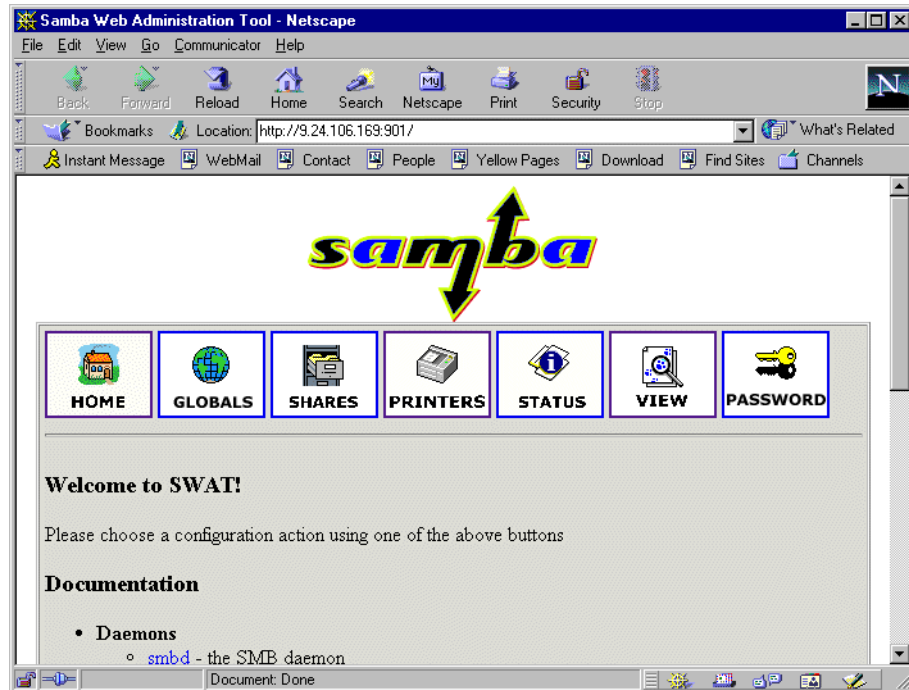 Samba Web Administration Tool - Netscape
File Edit View Go Communicator Help
My
Back Forward Reload Home Search Netscape Print Security Stop
N
Bookmarks Location: http://9.24.106.169:901/ What's Related
Instant Message WebMail Contact People Yellow Pages Download Find Sites Channels
samba
HOME GLOBALS SHARES PRINTERS STATUS VIEW PASSWORD
Welcome to SWAT!
Please choose a configuration action using one of the above buttons
Documentation
• Daemons
◦ smbd - the SMB daemon
Document: Done